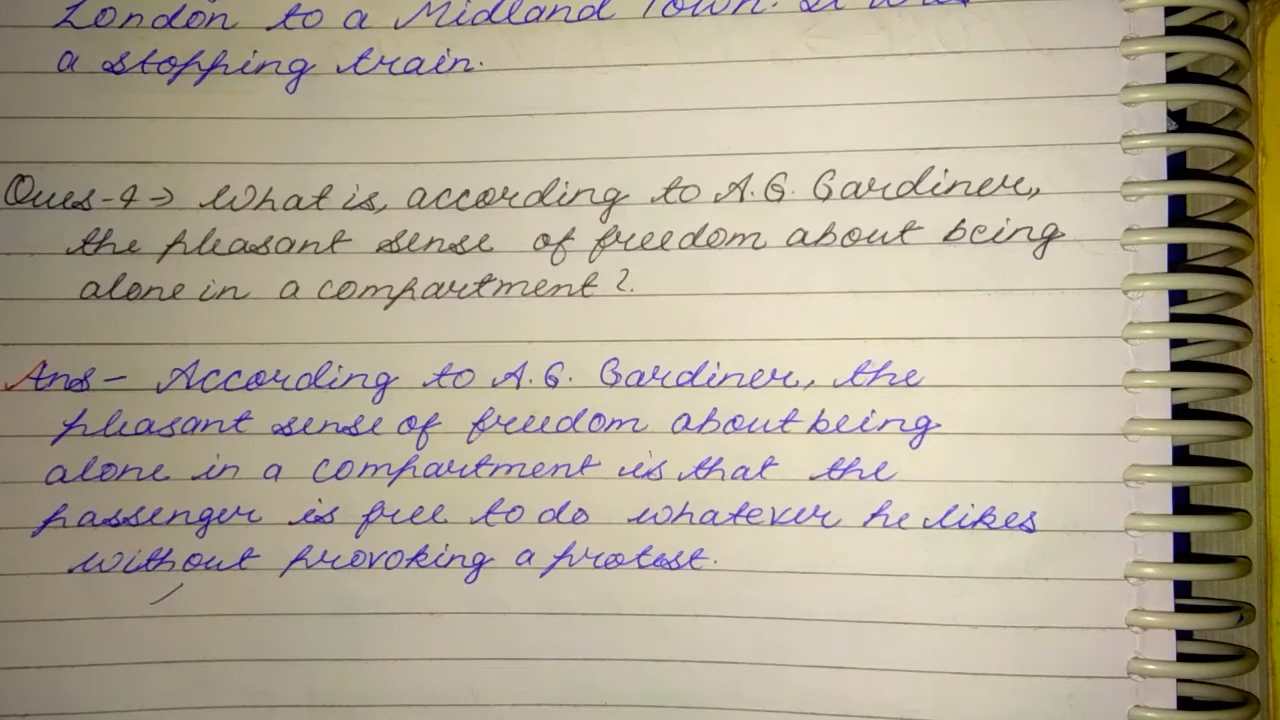 London to a Midland Town. It was
a stopping train.
Ques-4→ What is, according to A.G. Gardiner,
the pleasant sense of freedom about being
alone in a compartment?
Ans- According to A.G. Gardiner, the
pleasant sense of freedom about being
alone in a compartment is that the
passenger is free to do whatever he likes
without provoking a protest.